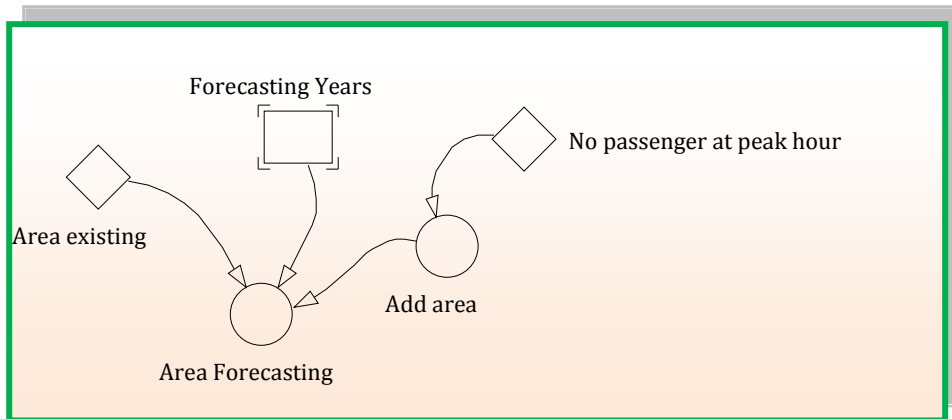 Forecasting Years
No passenger at peak hour
Area existing
Add area
Area Forecasting